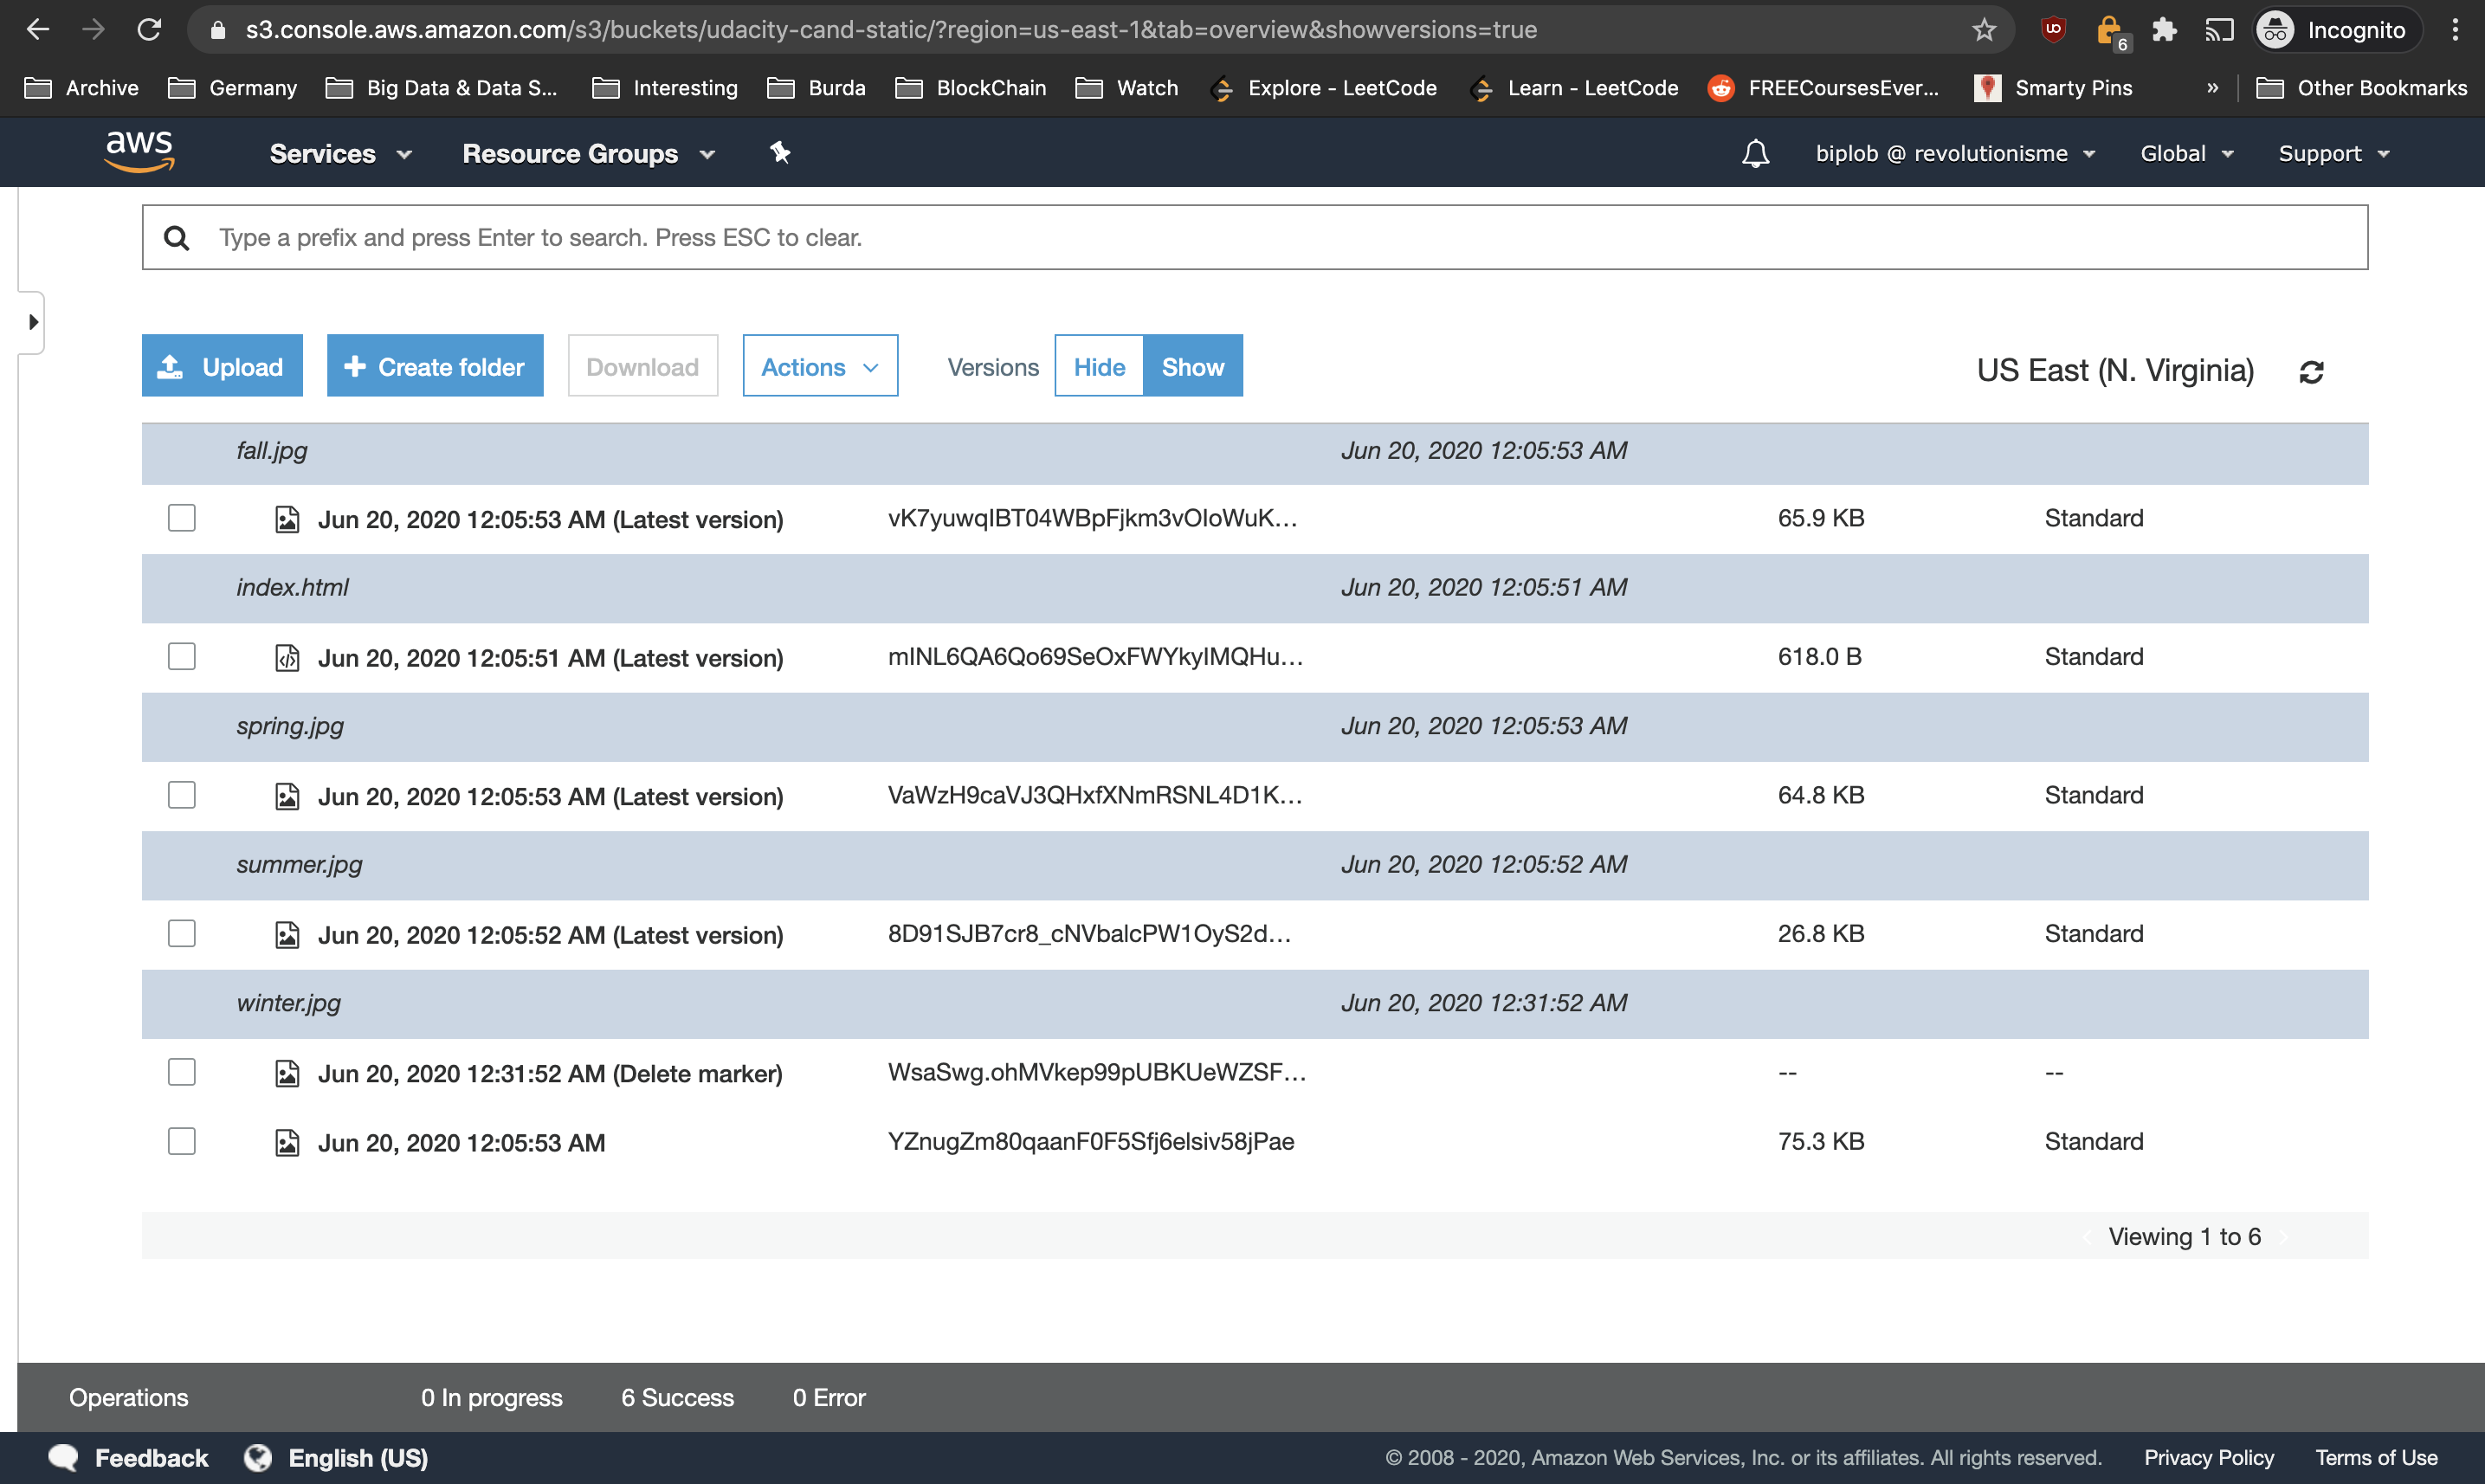 s3.console.aws.amazon.com/s3/buckets/udacity-cand-static/?region=us-east-1&tab=overview&showversions=true
6
Incognito
Archive Germany Big Data & Data S... Interesting Burda BlockChain Watch Explore - LeetCode Learn - LeetCode FREECoursesEver... Smarty Pins » Other Bookmarks
aws Services Resource Groups biplob @ revolutionisme Global Support
Type a prefix and press Enter to search. Press ESC to clear.
Upload Create folder Download Actions Versions Hide Show US East (N. Virginia)
fall.jpg Jun 20, 2020 12:05:53 AM
Jun 20, 2020 12:05:53 AM (Latest version) vK7yuwqIBT04WBpFjkm3vOIoWuK... 65.9 KB Standard
index.html Jun 20, 2020 12:05:51 AM
Jun 20, 2020 12:05:51 AM (Latest version) mINL6QA6Qo69SeOxFWYkyIMQHu... 618.0 B Standard
spring.jpg Jun 20, 2020 12:05:53 AM
Jun 20, 2020 12:05:53 AM (Latest version) VaWzH9caVJ3QHxfXNmRSNL4D1K... 64.8 KB Standard
summer.jpg Jun 20, 2020 12:05:52 AM
Jun 20, 2020 12:05:52 AM (Latest version) 8D91SJB7cr8_cNVbalcPW1OyS2d... 26.8 KB Standard
winter.jpg Jun 20, 2020 12:31:52 AM
Jun 20, 2020 12:31:52 AM (Delete marker) WsaSwg.ohMVkep99pUBKUeWZSF... -- --
Jun 20, 2020 12:05:53 AM YZnugZm80qaanF0F5Sfj6elsiv58jPae 75.3 KB Standard
Viewing 1 to 6
Operations 0 In progress 6 Success 0 Error
Feedback English (US) © 2008 - 2020, Amazon Web Services, Inc. or its affiliates. All rights reserved. Privacy Policy Terms of Use